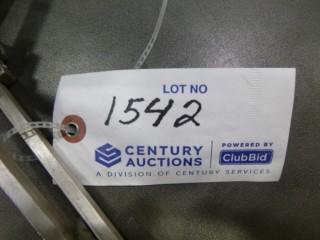 LOT NO
1542
CENTURY AUCTIONS
POWERED BY
ClubBid
A DIVISION OF CENTURY SERVICES